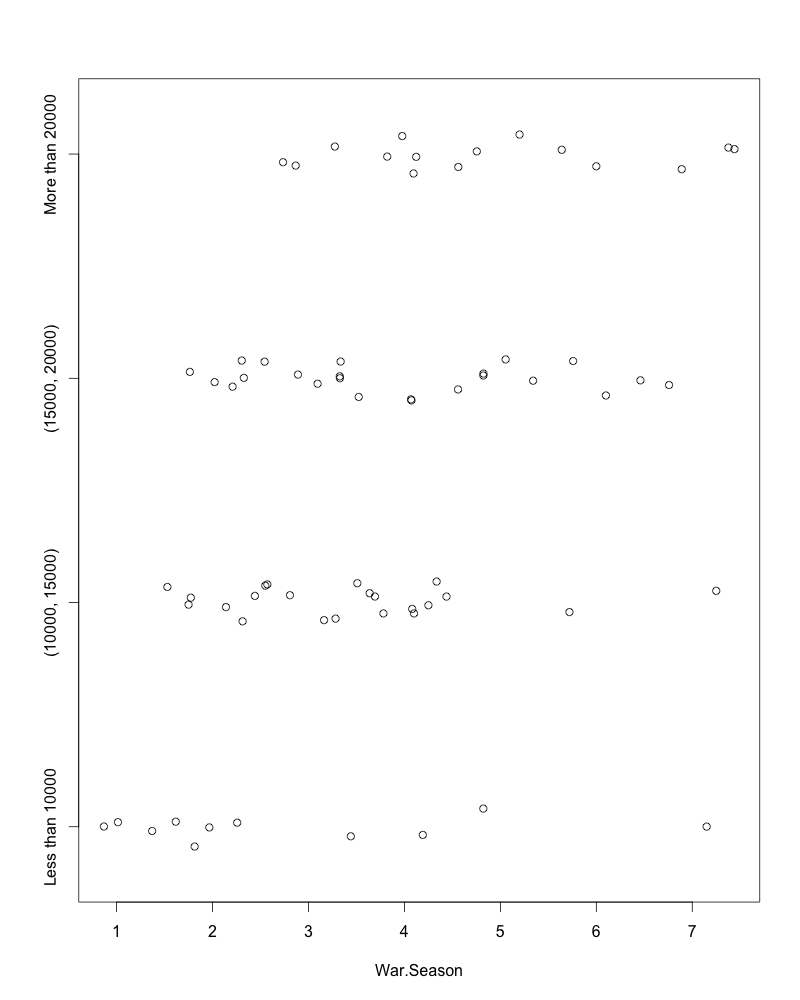 More than 20000
(15000, 20000)
(10000, 15000)
Less than 10000
1 2 3 4 5 6 7
War.Season